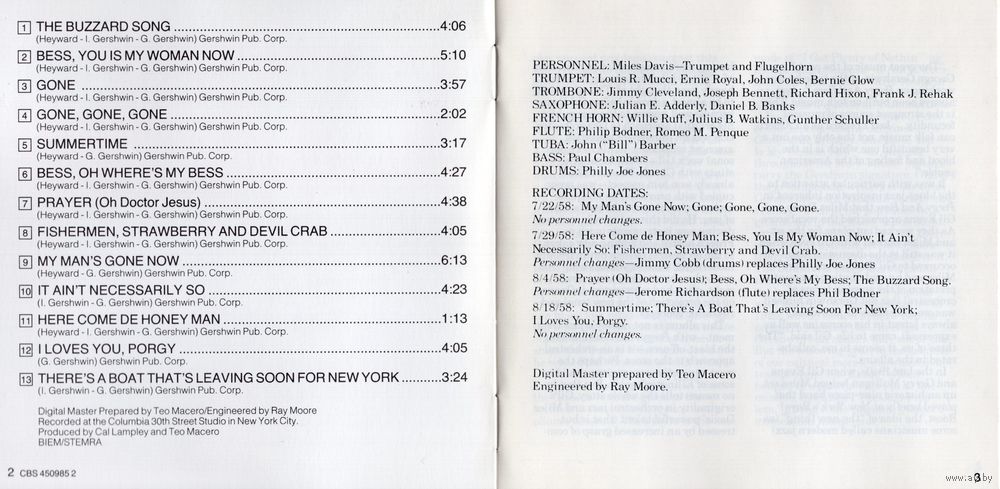 1 THE BUZZARD SONG ........ 4:06
(Heyward - I. Gershwin - G. Gershwin) Gershwin Pub. Corp.
2 BESS, YOU IS MY WOMAN NOW ........ 5:10
(Heyward - I. Gershwin - G. Gershwin) Gershwin Pub. Corp.
3 GONE ........ 3:57
(Heyward - I. Gershwin - G. Gershwin) Gershwin Pub. Corp.
4 GONE, GONE, GONE ........ 2:02
(Heyward - I. Gershwin - G. Gershwin) Gershwin Pub. Corp.
5 SUMMERTIME ........ 3:17
(Heyward - G. Gershwin) Gershwin Pub. Corp.
6 BESS, OH WHERE'S MY BESS ........ 4:27
(Heyward - I. Gershwin - G. Gershwin) Gershwin Pub. Corp.
7 PRAYER (Oh Doctor Jesus) ........ 4:38
(Heyward - I. Gershwin - G. Gershwin) Gershwin Pub. Corp.
8 FISHERMEN, STRAWBERRY AND DEVIL CRAB ........ 4:05
(Heyward - I. Gershwin - G. Gershwin) Gershwin Pub. Corp.
9 MY MAN'S GONE NOW ........ 6:13
(Heyward - I. Gershwin - G. Gershwin) Gershwin Pub. Corp.
10 IT AIN'T NECESSARILY SO ........ 4:23
(I. Gershwin - G. Gershwin) Gershwin Pub. Corp.
11 HERE COME DE HONEY MAN ........ 1:13
(Heyward - I. Gershwin - G. Gershwin) Gershwin Pub. Corp.
12 I LOVES YOU, PORGY ........ 4:05
(G. Gershwin) Gershwin Pub. Corp.
13 THERE'S A BOAT THAT'S LEAVING SOON FOR NEW YORK ........ 3:24
(I. Gershwin - G. Gershwin) Gershwin Pub. Corp.
Digital Master Prepared by Teo Macero/Engineered by Ray Moore
Recorded at the Columbia 30th Street Studio in New York City.
Produced by Cal Lampley and Teo Macero
BIEM/STEMRA
2 CBS 450985 2
PERSONNEL: Miles Davis—Trumpet and Flugelhorn
TRUMPET: Louis R. Mucci, Ernie Royal, John Coles, Bernie Glow
TROMBONE: Jimmy Cleveland, Joseph Bennett, Richard Hixon, Frank J. Rehak
SAXOPHONE: Julian E. Adderly, Daniel B. Banks
FRENCH HORN: Willie Ruff, Julius B. Watkins, Gunther Schuller
FLUTE: Philip Bodner, Romeo M. Penque
TUBA: John ("Bill") Barber
BASS: Paul Chambers
DRUMS: Philly Joe Jones
RECORDING DATES:
7/22/58: My Man's Gone Now; Gone; Gone, Gone, Gone.
No personnel changes.
7/29/58: Here Come de Honey Man; Bess, You Is My Woman Now; It Ain't
Necessarily So; Fishermen, Strawberry and Devil Crab.
Personnel changes—Jimmy Cobb (drums) replaces Philly Joe Jones
8/4/58: Prayer (Oh Doctor Jesus); Bess, Oh Where's My Bess; The Buzzard Song.
Personnel changes—Jerome Richardson (flute) replaces Phil Bodner
8/18/58: Summertime; There's A Boat That's Leaving Soon For New York;
I Loves You, Porgy.
No personnel changes.
Digital Master prepared by Teo Macero
Engineered by Ray Moore.
3